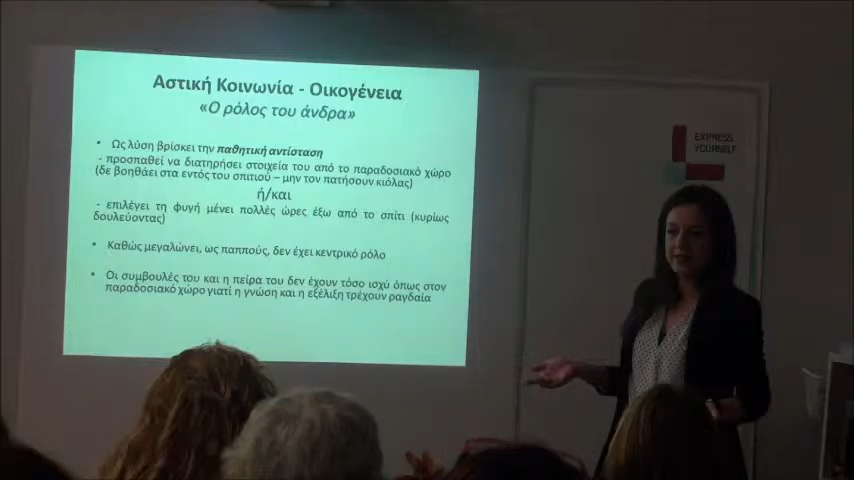 Αστική Κοινωνία - Οικογένεια
«Ο ρόλος του άνδρα»
• Ως λύση βρίσκει την παθητική αντίσταση
- προσπαθεί να διατηρήσει στοιχεία του από το παραδοσιακό χώρο
(δε βοηθάει στα εντός του σπιτιού – μην τον πατήσουν κιόλας)
ή/και
- επιλέγει τη φυγή μένει πολλές ώρες έξω από το σπίτι (κυρίως
δουλεύοντας)
• Καθώς μεγαλώνει, ως παππούς, δεν έχει κεντρικό ρόλο
• Οι συμβουλές του και η πείρα του δεν έχουν τόσο ισχύ όπως στον
παραδοσιακό χώρο γιατί η γνώση και η εξέλιξη τρέχουν ραγδαία
EXPRESS
YOURSELF